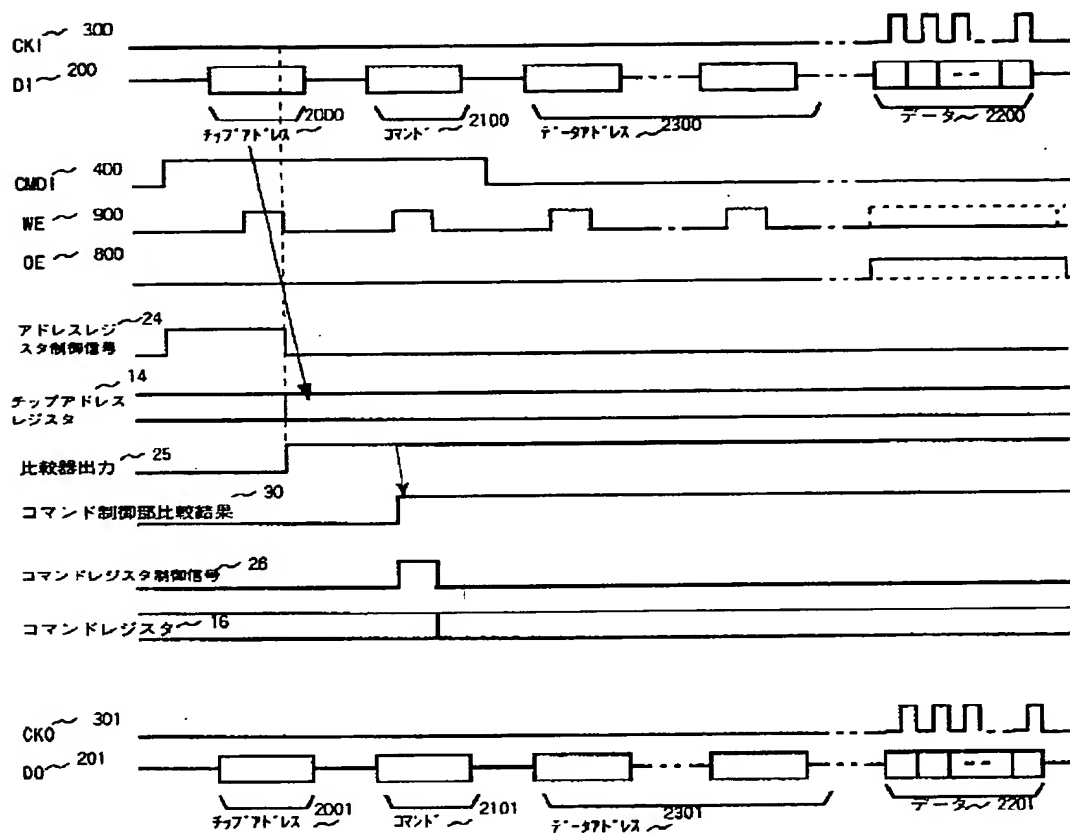 CKI 300
DI 200
チップアドレス 2000
コマンド 2100
データアドレス 2300
データ 2200
CMDI 400
WE 900
OE 800
アドレスレジ
スタ制御信号 24
チップアドレス
レジスタ 14
比較器出力 25
コマンド制御部比較結果 30
コマンドレジスタ制御信号 26
コマンドレジスタ 16
CKO 301
DO 201
チップアドレス 2001
コマンド 2101
データアドレス 2301
データ 2201